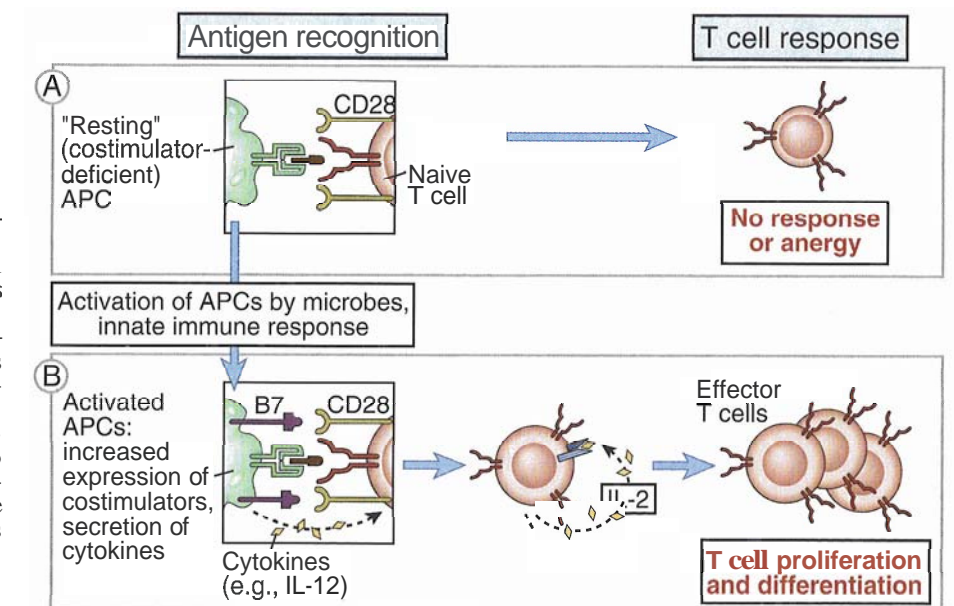 Antigen recognition
T cell response
A
"Resting"
(costimulator-
deficient)
APC
CD28
Naive
T cell
No response
or anergy
Activation of APCs by microbes,
innate immune response
B
Activated
APCs:
increased
expression of
costimulators,
secretion of
cytokines
B7
CD28
Cytokines
(e.g., IL-12)
IL-2
Effector
T cells
T cell proliferation
and differentiation